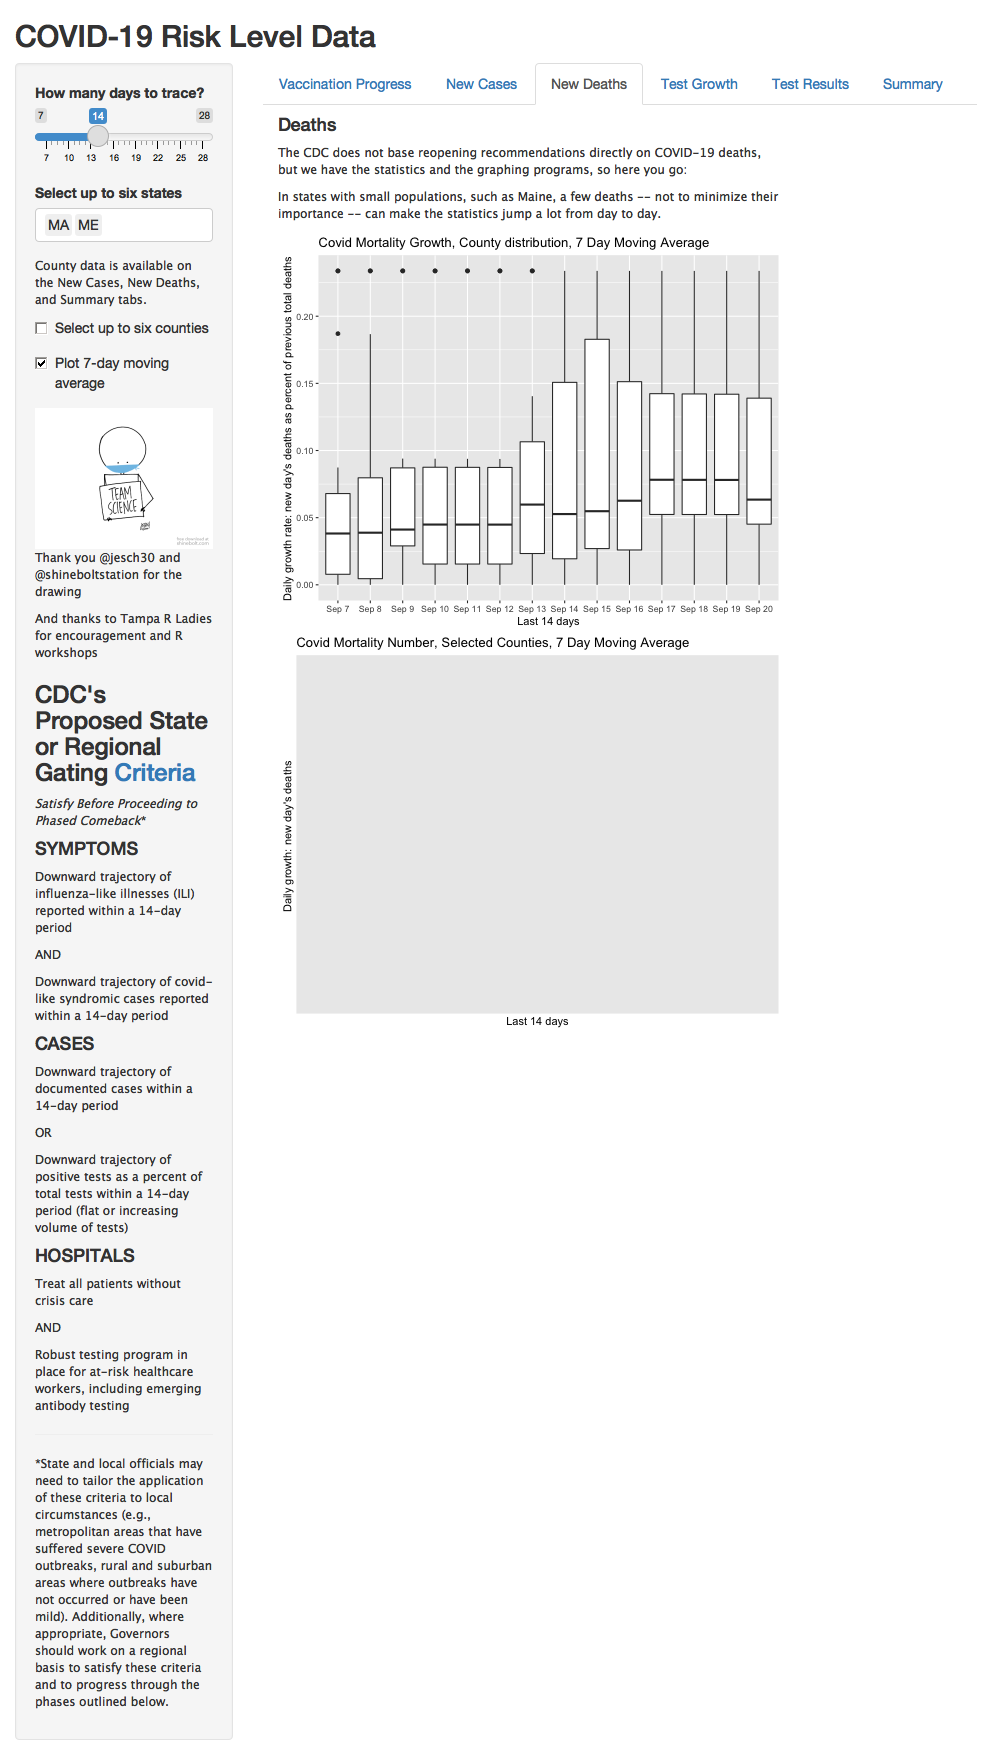 COVID-19 Risk Level Data
How many days to trace?
7 14 28
7 10 13 16 19 22 25 28
Select up to six states
MA ME
County data is available on
the New Cases, New Deaths,
and Summary tabs.
Select up to six counties
Plot 7-day moving
average
TEAM
SCIENCE
Thank you @jesch30 and
@shineboltstation for the
drawing
And thanks to Tampa R Ladies
for encouragement and R
workshops
CDC's
Proposed State
or Regional
Gating Criteria
Satisfy Before Proceeding to
Phased Comeback*
SYMPTOMS
Downward trajectory of
influenza-like illnesses (ILI)
reported within a 14-day
period
AND
Downward trajectory of covid-
like syndromic cases reported
within a 14-day period
CASES
Downward trajectory of
documented cases within a
14-day period
OR
Downward trajectory of
positive tests as a percent of
total tests within a 14-day
period (flat or increasing
volume of tests)
HOSPITALS
Treat all patients without
crisis care
AND
Robust testing program in
place for at-risk healthcare
workers, including emerging
antibody testing
*State and local officials may
need to tailor the application
of these criteria to local
circumstances (e.g.,
metropolitan areas that have
suffered severe COVID
outbreaks, rural and suburban
areas where outbreaks have
not occurred or have been
mild). Additionally, where
appropriate, Governors
should work on a regional
basis to satisfy these criteria
and to progress through the
phases outlined below.
Vaccination Progress New Cases New Deaths Test Growth Test Results Summary
Deaths
The CDC does not base reopening recommendations directly on COVID-19 deaths,
but we have the statistics and the graphing programs, so here you go:
In states with small populations, such as Maine, a few deaths -- not to minimize their
importance -- can make the statistics jump a lot from day to day.
Covid Mortality Growth, County distribution, 7 Day Moving Average
Daily growth rate: new day's deaths as percent of previous total deaths
0.20
0.15
0.10
0.05
0.00
Sep 7 Sep 8 Sep 9 Sep 10 Sep 11 Sep 12 Sep 13 Sep 14 Sep 15 Sep 16 Sep 17 Sep 18 Sep 19 Sep 20
Last 14 days
Covid Mortality Number, Selected Counties, 7 Day Moving Average
Daily growth: new day's deaths
Last 14 days